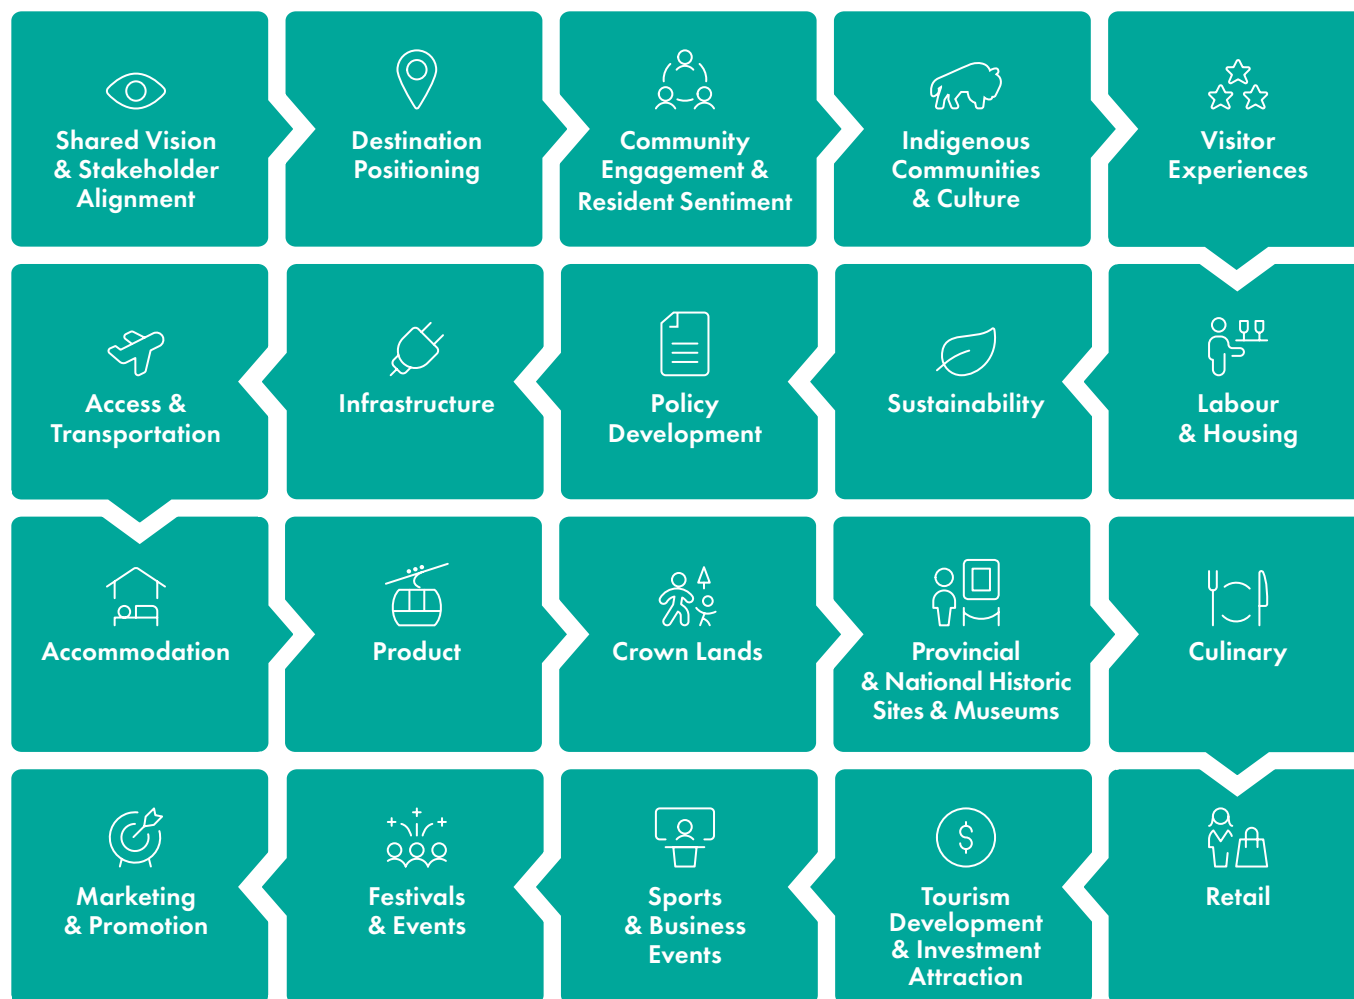 Shared Vision
& Stakeholder
Alignment
Destination
Positioning
Community
Engagement &
Resident Sentiment
Indigenous
Communities
& Culture
Visitor
Experiences
Access &
Transportation
Infrastructure
Policy
Development
Sustainability
Labour
& Housing
Accommodation
Product
Crown Lands
Provincial
& National Historic
Sites & Museums
Culinary
Marketing
& Promotion
Festivals
& Events
Sports
& Business
Events
Tourism
Development
& Investment
Attraction
Retail